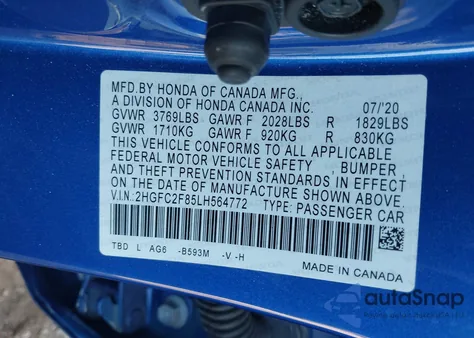 MFD.BY HONDA OF CANADA MFG.,
A DIVISION OF HONDA CANADA INC. 07/'20
GVWR 3769LBS GAWR F 2028LBS R 1829LBS
GVWR 1710KG GAWR F 920KG R 830KG
THIS VEHICLE CONFORMS TO ALL APPLICABLE
FEDERAL MOTOR VEHICLE SAFETY , BUMPER ,
AND THEFT PREVENTION STANDARDS IN EFFECT
ON THE DATE OF MANUFACTURE SHOWN ABOVE.
V.I.N.:2HGFC2F85LH564772 TYPE: PASSENGER CAR
TBD L AG6 -B593M -V -H
MADE IN CANADA
autoSnap